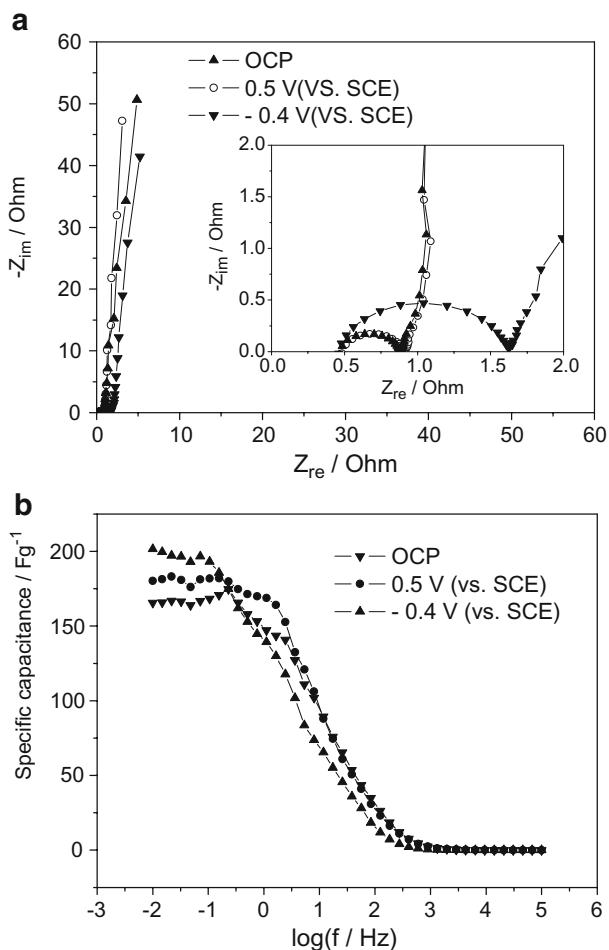 a
60
50
40
30
20
10
0
-Z_im / Ohm
OCP
0.5 V(VS. SCE)
- 0.4 V(VS. SCE)
2.0
1.5
1.0
0.5
0.0
-Z_im / Ohm
0.0 0.5 1.0 1.5 2.0
Z_re / Ohm
0 10 20 30 40 50 60
Z_re / Ohm
b
200
150
100
50
0
Specific capacitance / Fg⁻¹
OCP
0.5 V (vs. SCE)
- 0.4 V (vs. SCE)
-3 -2 -1 0 1 2 3 4 5 6
log(f / Hz)